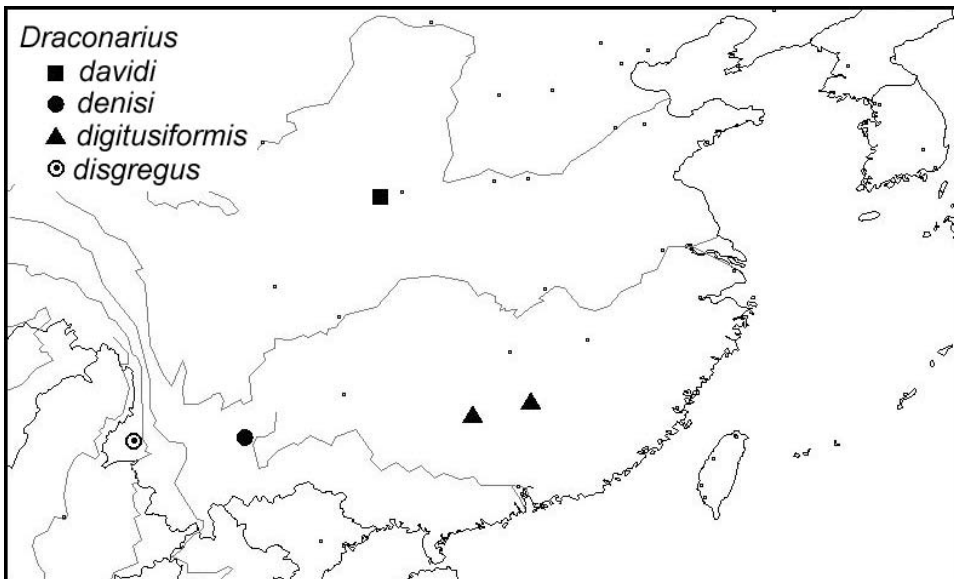 Draconarius
davidi
denisi
digitusiformis
disgregus